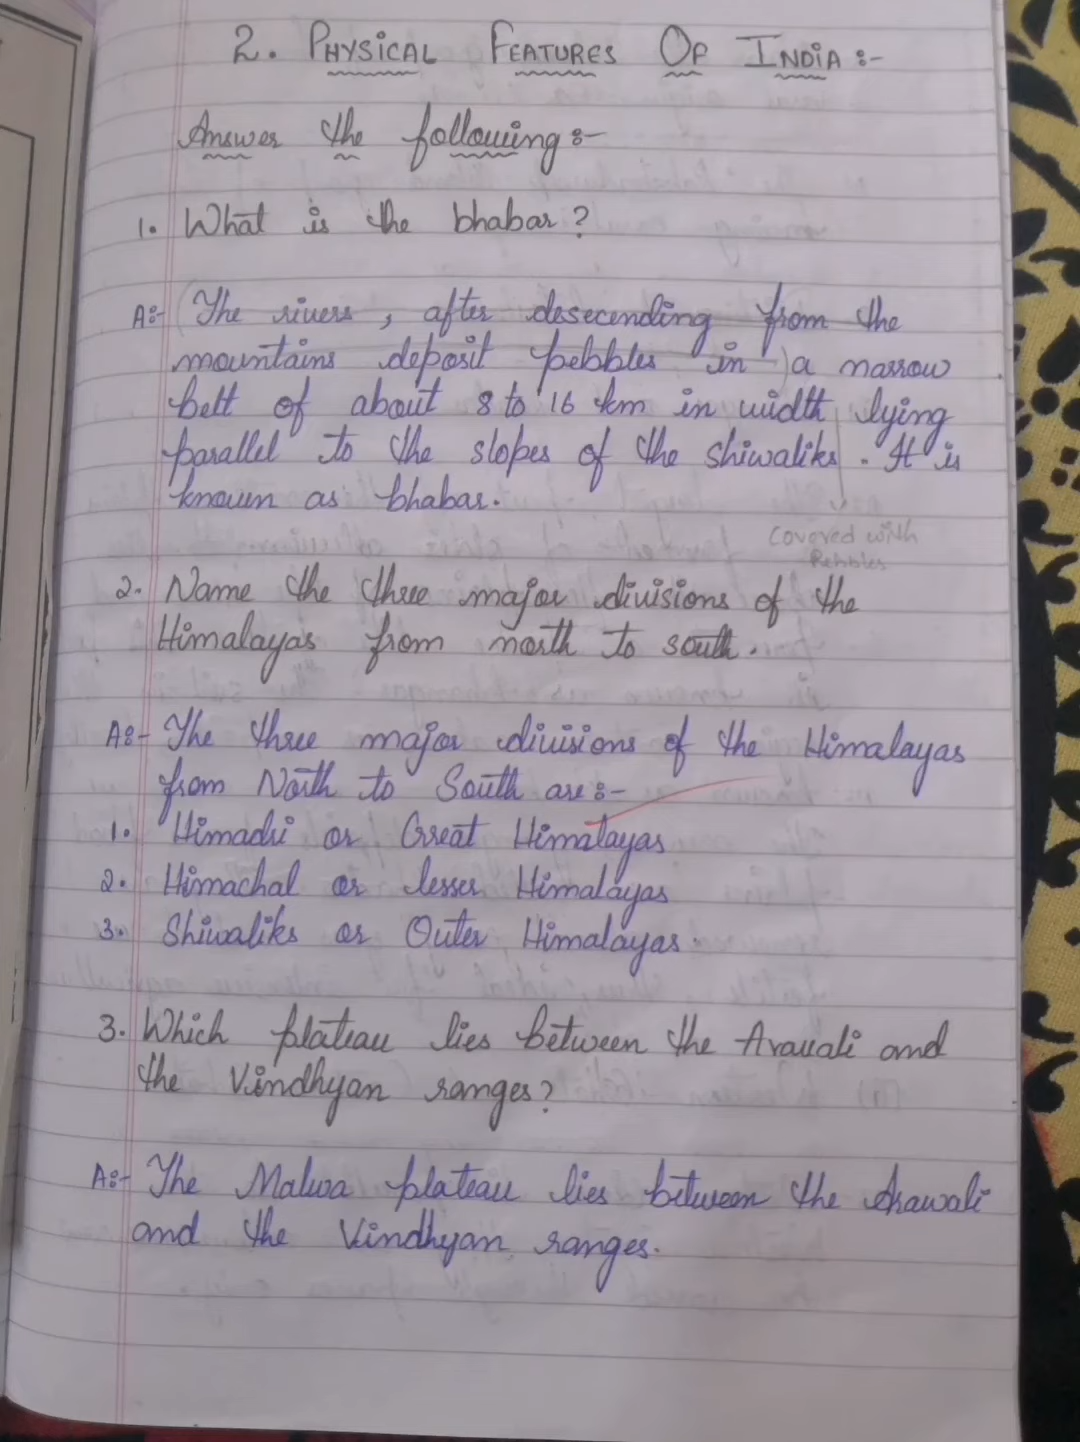 2. PHYSICAL FEATURES OF INDIA :-
Answer the following :-
1. What is the bhabar?
A:- The rivers, after desecending from the
mountains deposit pebbles in a narrow
belt of about 8 to 16 km in width lying
parallel to the slopes of the shiwaliks. It is
known as bhabar.
Covered with
Pebbles
2. Name the three major divisions of the
Himalayas from north to south.
A:- The three major divisions of the Himalayas
from North to South are :-
1. Himadri or Great Himalayas
2. Himachal or lesser Himalayas
3. Shiwaliks or Outer Himalayas.
3. Which plateau lies between the Aravali and
the Vindhyan ranges?
A:- The Malwa plateau lies between the Arawali
and the Vindhyan ranges.